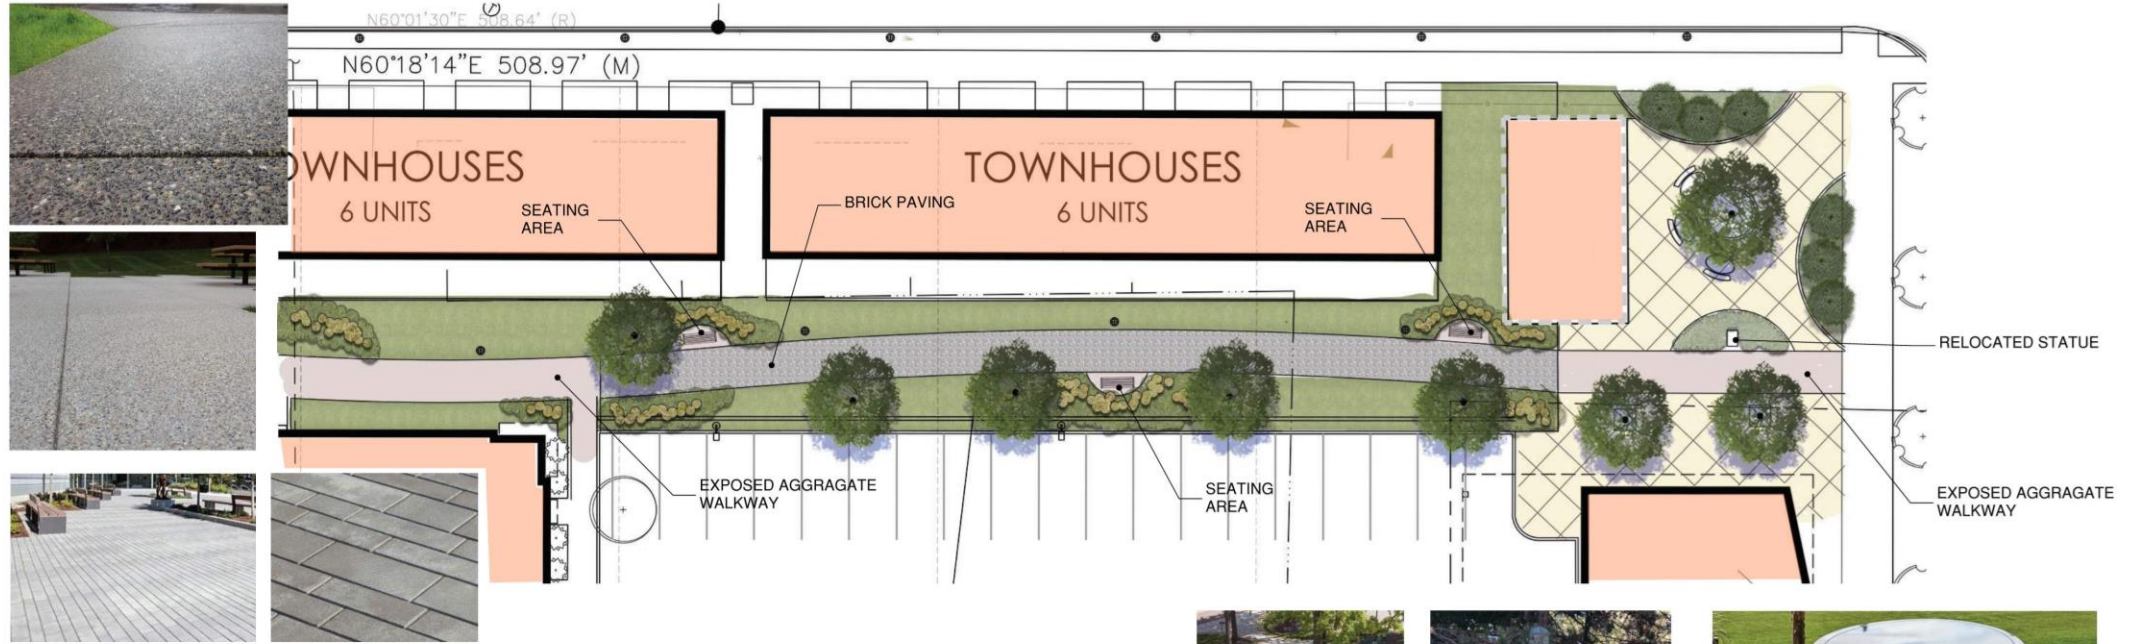 N60°01'30"E 508.64' (R)
N60°18'14"E 508.97' (M)
OWNHOUSES
6 UNITS
SEATING
AREA
BRICK PAVING
TOWNHOUSES
6 UNITS
SEATING
AREA
RELOCATED STATUE
EXPOSED AGGRAGATE
WALKWAY
SEATING
AREA
EXPOSED AGGRAGATE
WALKWAY